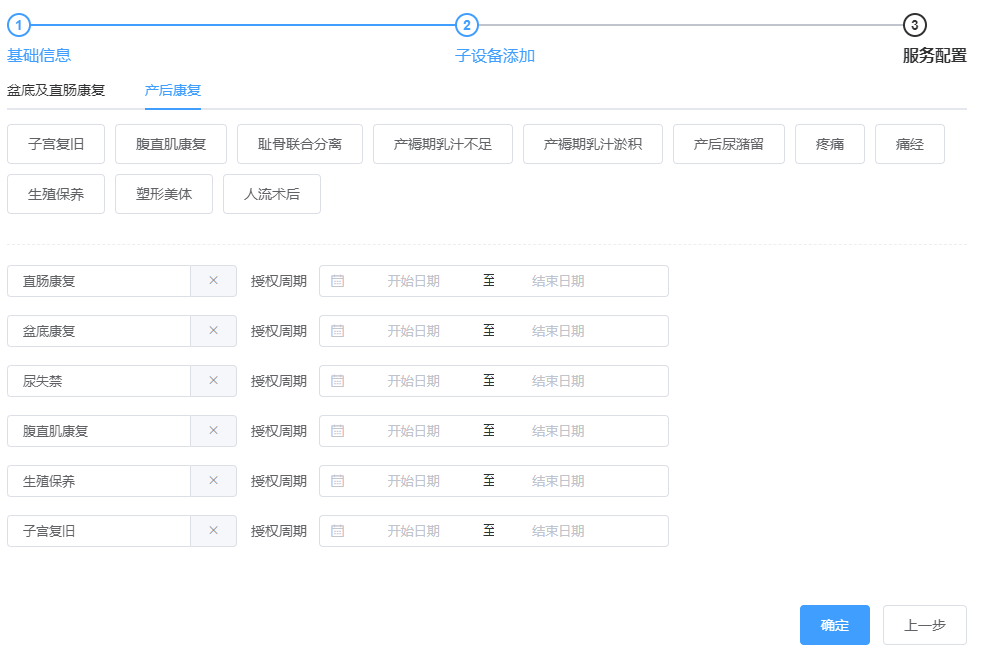 1 2 3
基础信息 子设备添加 服务配置
盆底及直肠康复 产后康复
子宫复旧 腹直肌康复 耻骨联合分离 产褥期乳汁不足 产褥期乳汁淤积 产后尿潴留 疼痛 痛经
生殖保养 塑形美体 人流术后
直肠康复 × 授权周期 开始日期 至 结束日期
盆底康复 × 授权周期 开始日期 至 结束日期
尿失禁 × 授权周期 开始日期 至 结束日期
腹直肌康复 × 授权周期 开始日期 至 结束日期
生殖保养 × 授权周期 开始日期 至 结束日期
子宫复旧 × 授权周期 开始日期 至 结束日期
确定 上一步